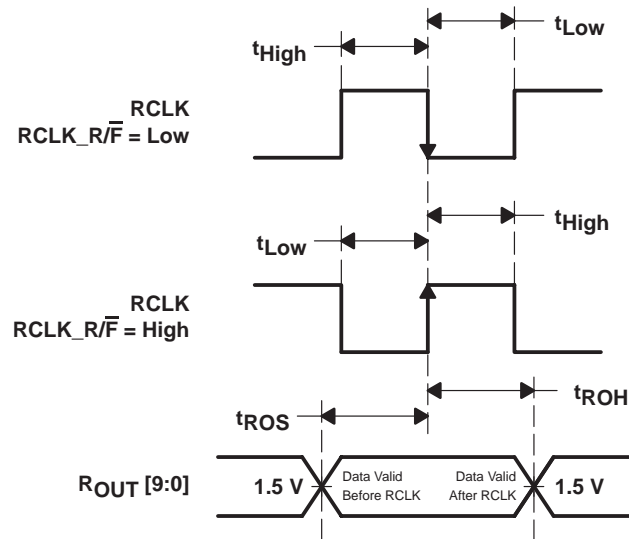 tLow
tHigh
RCLK
RCLK_R/F̅ = Low
tHigh
tLow
RCLK
RCLK_R/F̅ = High
tROH
tROS
ROUT [9:0]
1.5 V
Data Valid
Before RCLK
Data Valid
After RCLK
1.5 V